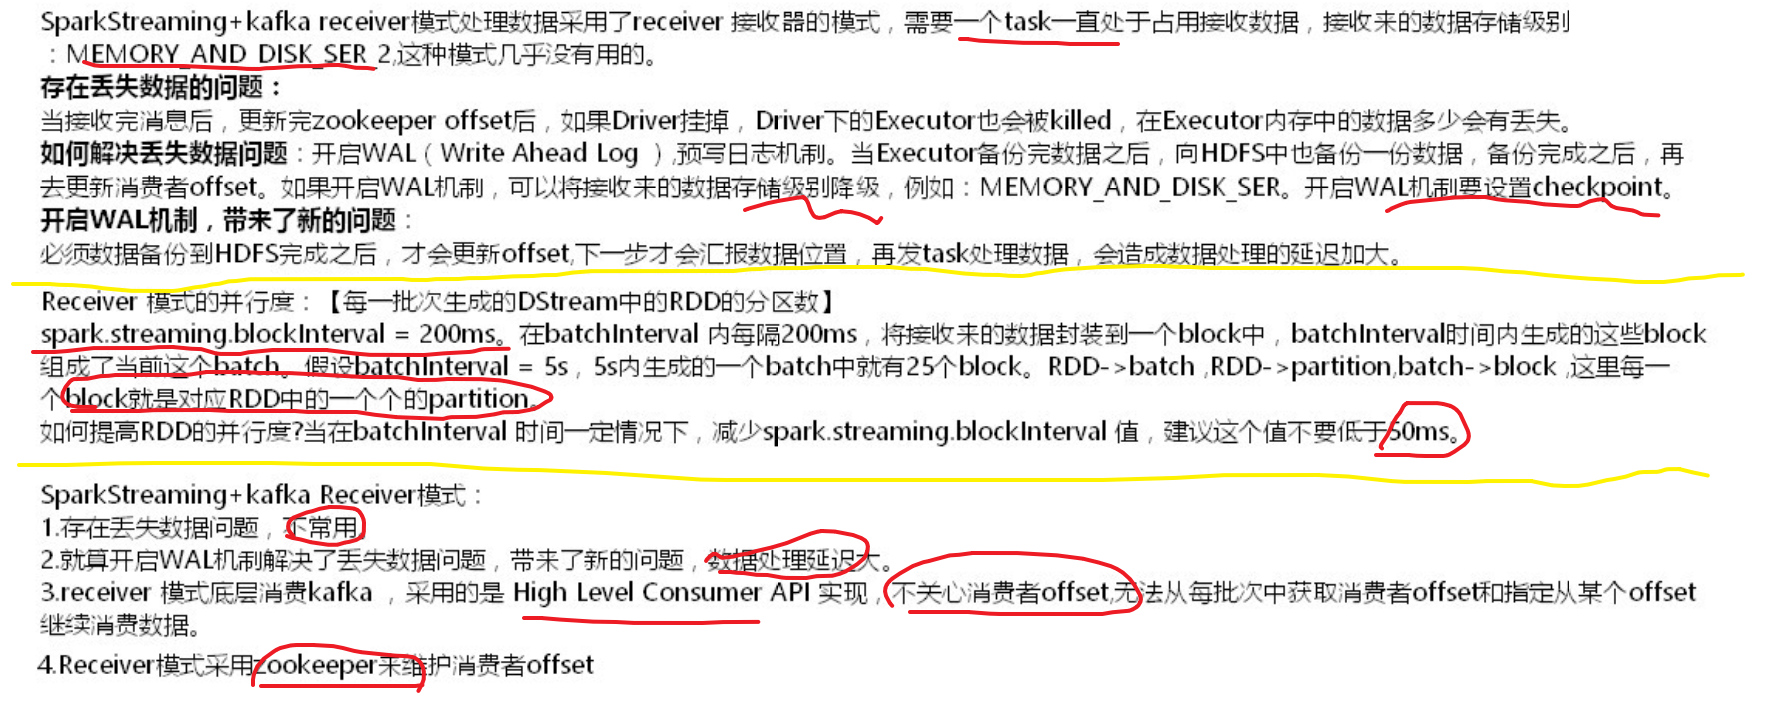 SparkStreaming+kafka receiver模式处理数据采用了receiver 接收器的模式，需要一个task一直处于占用接收数据，接收来的数据存储级别
：MEMORY_AND_DISK_SER_2,这种模式几乎没有用的。
存在丢失数据的问题：
当接收完消息后，更新完zookeeper offset后，如果Driver挂掉，Driver下的Executor也会被killed，在Executor内存中的数据多少会有丢失。
如何解决丢失数据问题：开启WAL（Write Ahead Log ）,预写日志机制。当Executor备份完数据之后，向HDFS中也备份一份数据，备份完成之后，再
去更新消费者offset。如果开启WAL机制，可以将接收来的数据存储级别降级，例如：MEMORY_AND_DISK_SER。开启WAL机制要设置checkpoint。
开启WAL机制，带来了新的问题：
必须数据备份到HDFS完成之后，才会更新offset,下一步才会汇报数据位置，再发task处理数据，会造成数据处理的延迟加大。
Receiver 模式的并行度：【每一批次生成的DStream中的RDD的分区数】
spark.streaming.blockInterval = 200ms。在batchInterval 内每隔200ms，将接收来的数据封装到一个block中，batchInterval时间内生成的这些block
组成了当前这个batch。假设batchInterval = 5s，5s内生成的一个batch中就有25个block。RDD->batch ,RDD->partition,batch->block ,这里每一
个block就是对应RDD中的一个个的partition。
如何提高RDD的并行度?当在batchInterval 时间一定情况下，减少spark.streaming.blockInterval 值，建议这个值不要低于50ms。
SparkStreaming+kafka Receiver模式：
1.存在丢失数据问题，不常用。
2.就算开启WAL机制解决了丢失数据问题，带来了新的问题，数据处理延迟大。
3.receiver 模式底层消费kafka ，采用的是 High Level Consumer API 实现，不关心消费者offset,无法从每批次中获取消费者offset和指定从某个offset
继续消费数据。
4.Receiver模式采用zookeeper来维护消费者offset